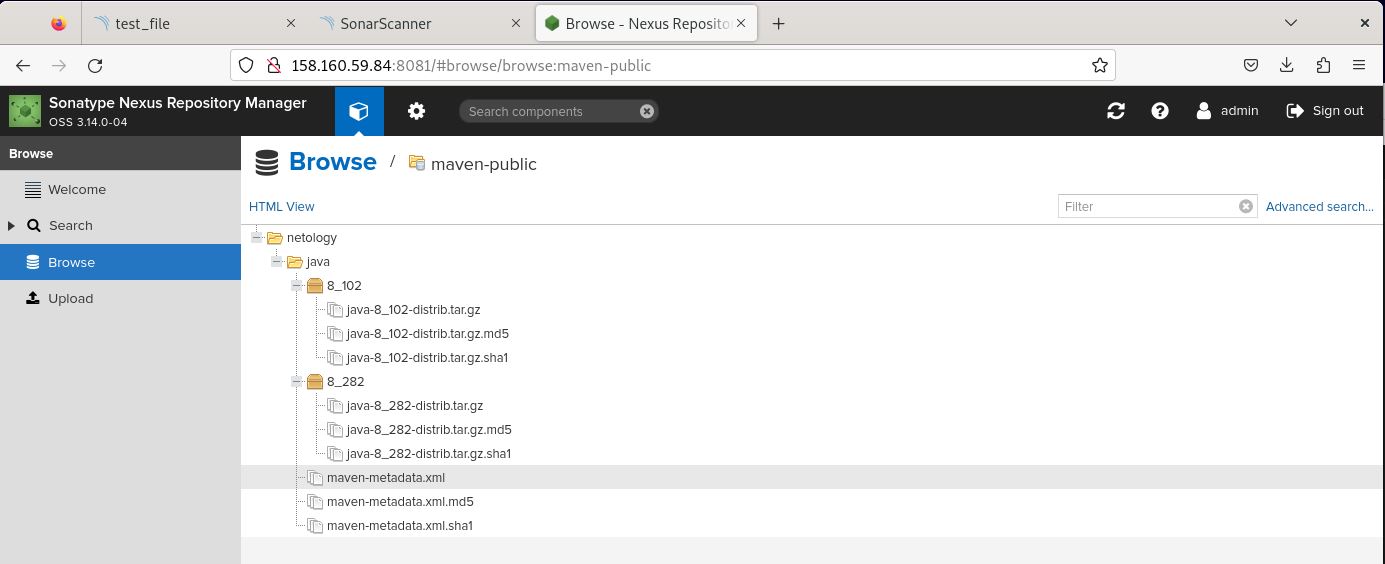 test_file
SonarScanner
Browse - Nexus Reposito
158.160.59.84:8081/#browse/browse:maven-public
Sonatype Nexus Repository Manager
OSS 3.14.0-04
Search components
admin
Sign out
Browse
Welcome
Search
Browse
Upload
Browse / maven-public
HTML View
Filter
Advanced search...
netology
java
8_102
java-8_102-distrib.tar.gz
java-8_102-distrib.tar.gz.md5
java-8_102-distrib.tar.gz.sha1
8_282
java-8_282-distrib.tar.gz
java-8_282-distrib.tar.gz.md5
java-8_282-distrib.tar.gz.sha1
maven-metadata.xml
maven-metadata.xml.md5
maven-metadata.xml.sha1